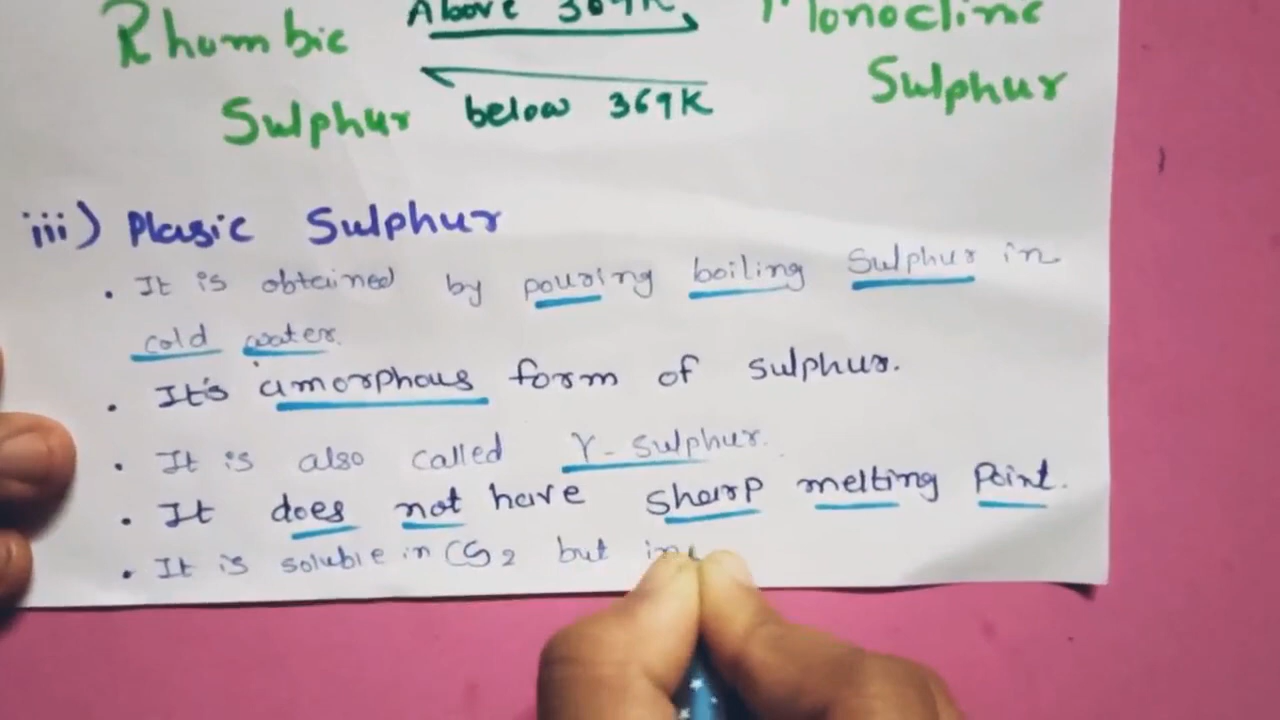 Rhombic Above 369K Monoclinic
Sulphur below 369K Sulphur
iii) Plasic Sulphur
. It is obtained by pouring boiling Sulphur in
cold water.
. It's amorphous form of sulphur.
. It is also called γ-sulphur.
. It does not have sharp melting Point.
. It is soluble in CS2 but in